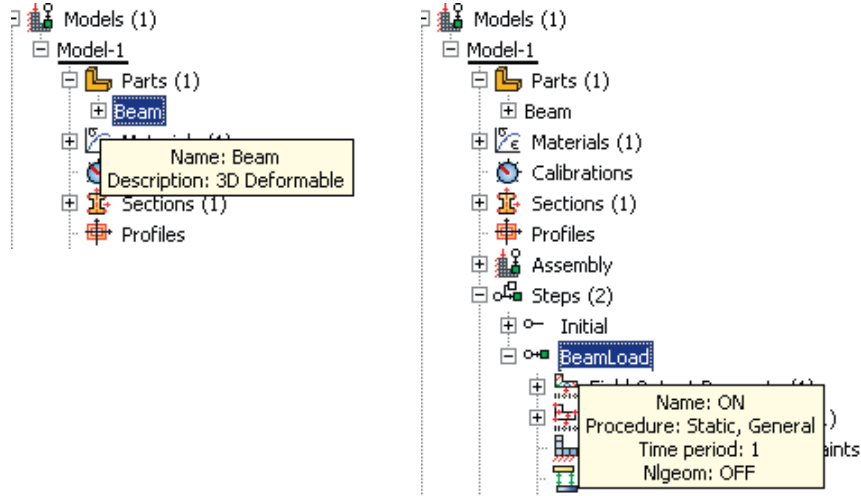 Models (1)
Model-1
Parts (1)
Beam
Name: Beam
Description: 3D Deformable
Sections (1)
Profiles
Models (1)
Model-1
Parts (1)
Beam
Materials (1)
Calibrations
Sections (1)
Profiles
Assembly
Steps (2)
Initial
BeamLoad
Name: ON
Procedure: Static, General
Time period: 1
Nlgeom: OFF